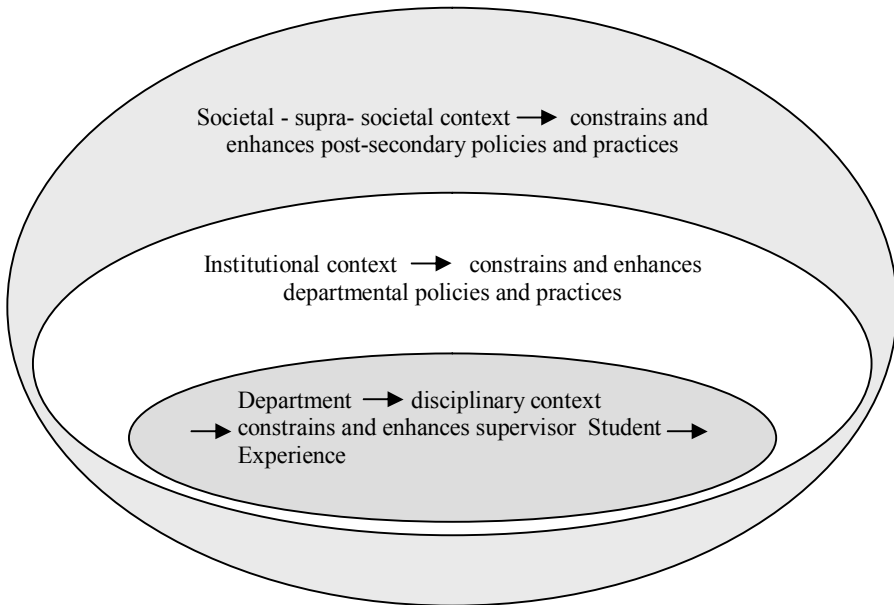 Societal - supra- societal context → constrains and
enhances post-secondary policies and practices
Institutional context → constrains and enhances
departmental policies and practices
Department → disciplinary context
→ constrains and enhances supervisor Student →
Experience